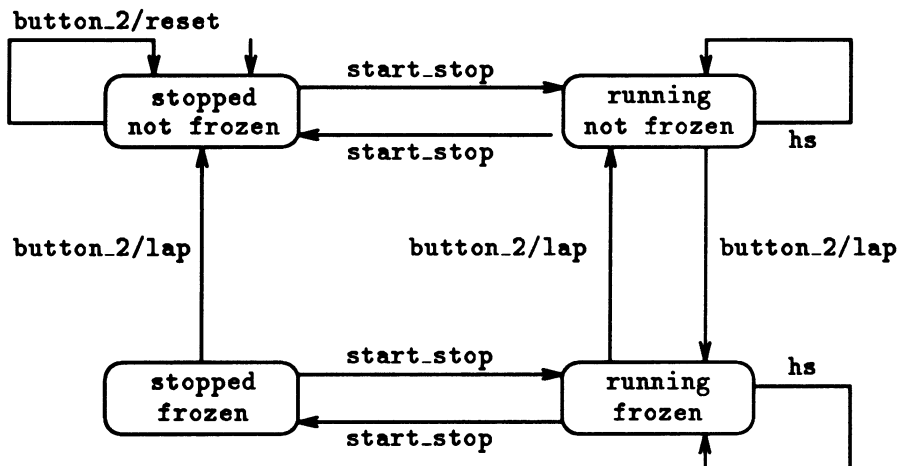 button_2/reset
start_stop
stopped
not frozen
running
not frozen
start_stop
hs
button_2/lap
button_2/lap
button_2/lap
start_stop
hs
stopped
frozen
running
frozen
start_stop